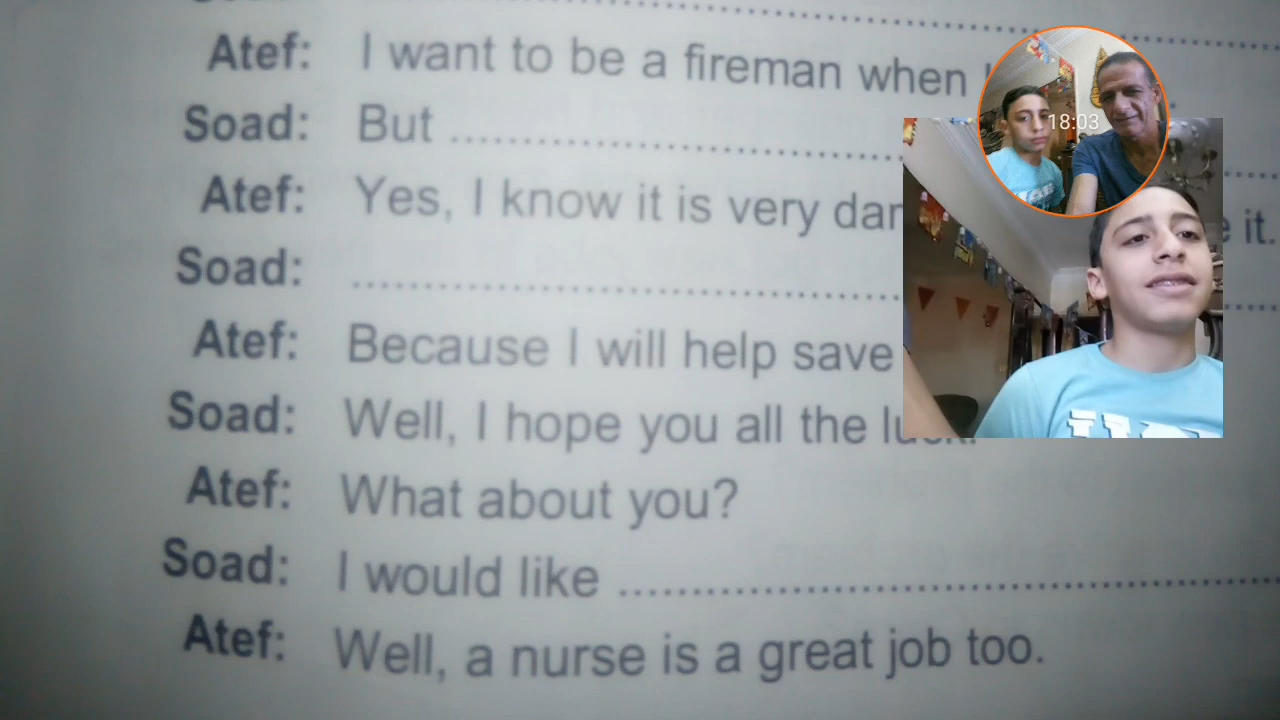 Atef: I want to be a fireman when
Soad: But ........................................
Atef: Yes, I know it is very it.
Soad: ........................................
Atef: Because I will help save
Soad: Well, I hope you all the
Atef: What about you?
Soad: I would like ........................................
Atef: Well, a nurse is a great job too.
18:03